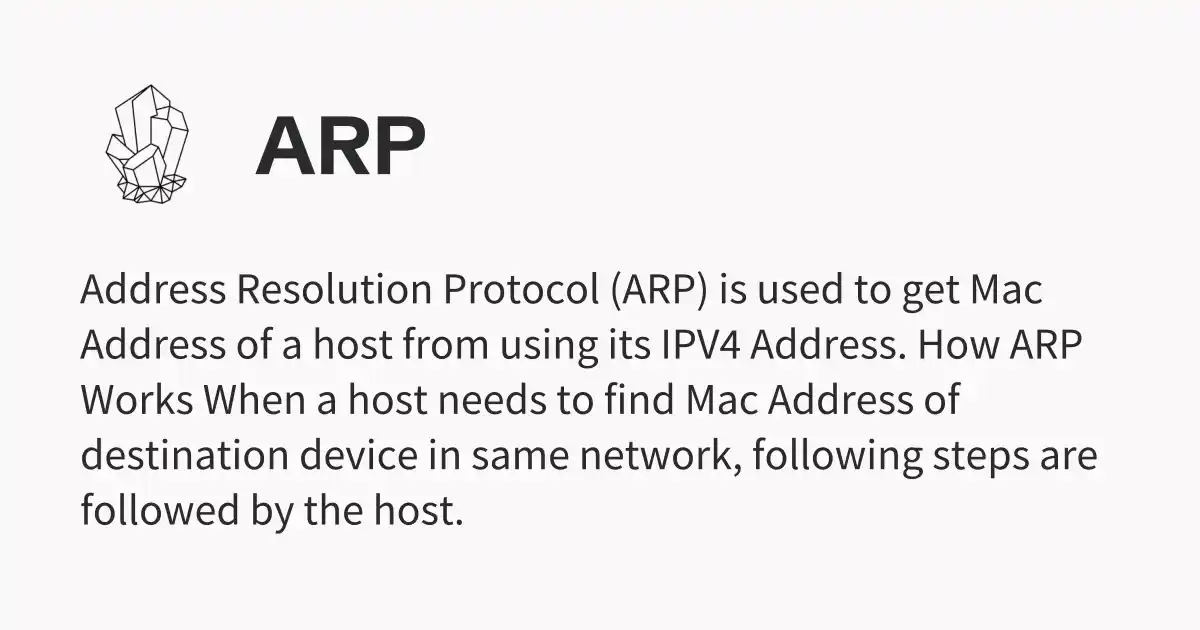 ARP
Address Resolution Protocol (ARP) is used to get Mac
Address of a host from using its IPV4 Address. How ARP
Works When a host needs to find Mac Address of
destination device in same network, following steps are
followed by the host.